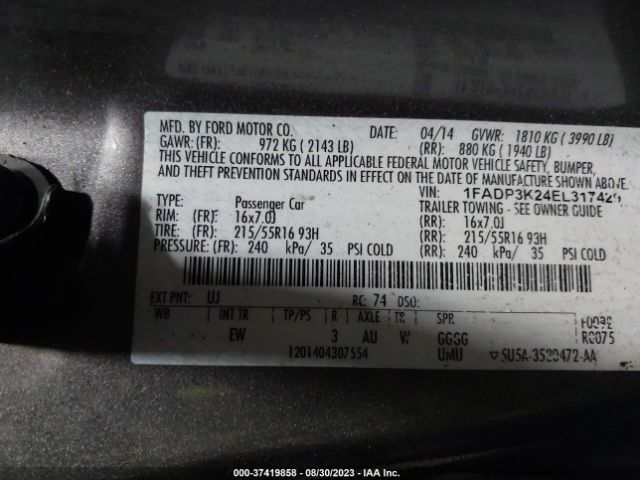 MFD. BY FORD MOTOR CO. DATE: 04/14 GVWR: 1810 KG ( 3990 LB)
GAWR: (FR): 972 KG ( 2143 LB) (RR): 880 KG ( 1940 LB)
THIS VEHICLE CONFORMS TO ALL APPLICABLE FEDERAL MOTOR VEHICLE SAFETY, BUMPER,
AND THEFT PREVENTION STANDARDS IN EFFECT ON THE DATE OF MANUFACTURE SHOWN ABOVE.
VIN: 1FADP3K24EL31742
TYPE: Passenger Car TRAILER TOWING - SEE OWNER GUIDE
RIM: (FR): 16x7.0J (RR): 16x7.0J
TIRE: (FR): 215/55R16 93H (RR): 215/55R16 93H
PRESSURE: (FR): 240 kPa/ 35 PSI COLD (RR): 240 kPa/ 35 PSI COLD
EXT PNT: UJ RC: 74 DSO:
WB INT TR TP/PS R AXLE TR SPR
EW 3 AU W GGSG R0075
1201404307554 UMU ▽5U5A-3520472-AA
000-37419858 - 08/30/2023 - IAA Inc.